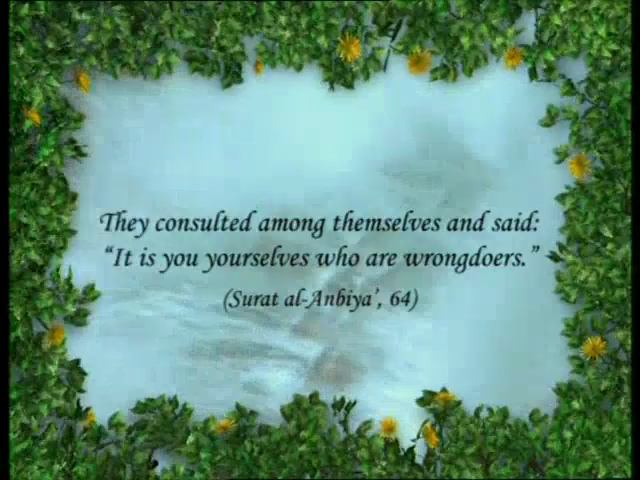 They consulted among themselves and said:
“It is you yourselves who are wrongdoers.”
(Surat al-Anbiya’, 64)